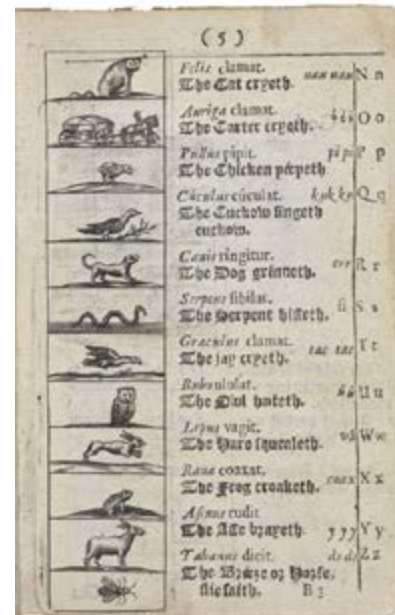 (5)
Felis clamat. nau nau N n
The Cat cryeth.
Auriga clamat. O o
The Carter cryeth.
Pullus pipit. pi pi P p
The Chicken peepeth
Cuculus cuculat. kuk ku Q q
The Cuckow singeth
cuckow.
Canis ringitur. err R r
The Dog grinneth.
Serpens sibilat. si S s
The Serpent hisseth.
Graculus clamat. tac tac T t
The Jay cryeth.
Bubo ululat. U u
The Owl hooteth.
Lepus vagit. W w
The Hare squeaketh.
Rana coaxat. coax X x
The Frog croaketh.
Asinus rudit. y y y Y y
The Asse brayeth.
Tabanus dicit. ds ds Z z
The Breeze or Horse-
flie saith. B 3